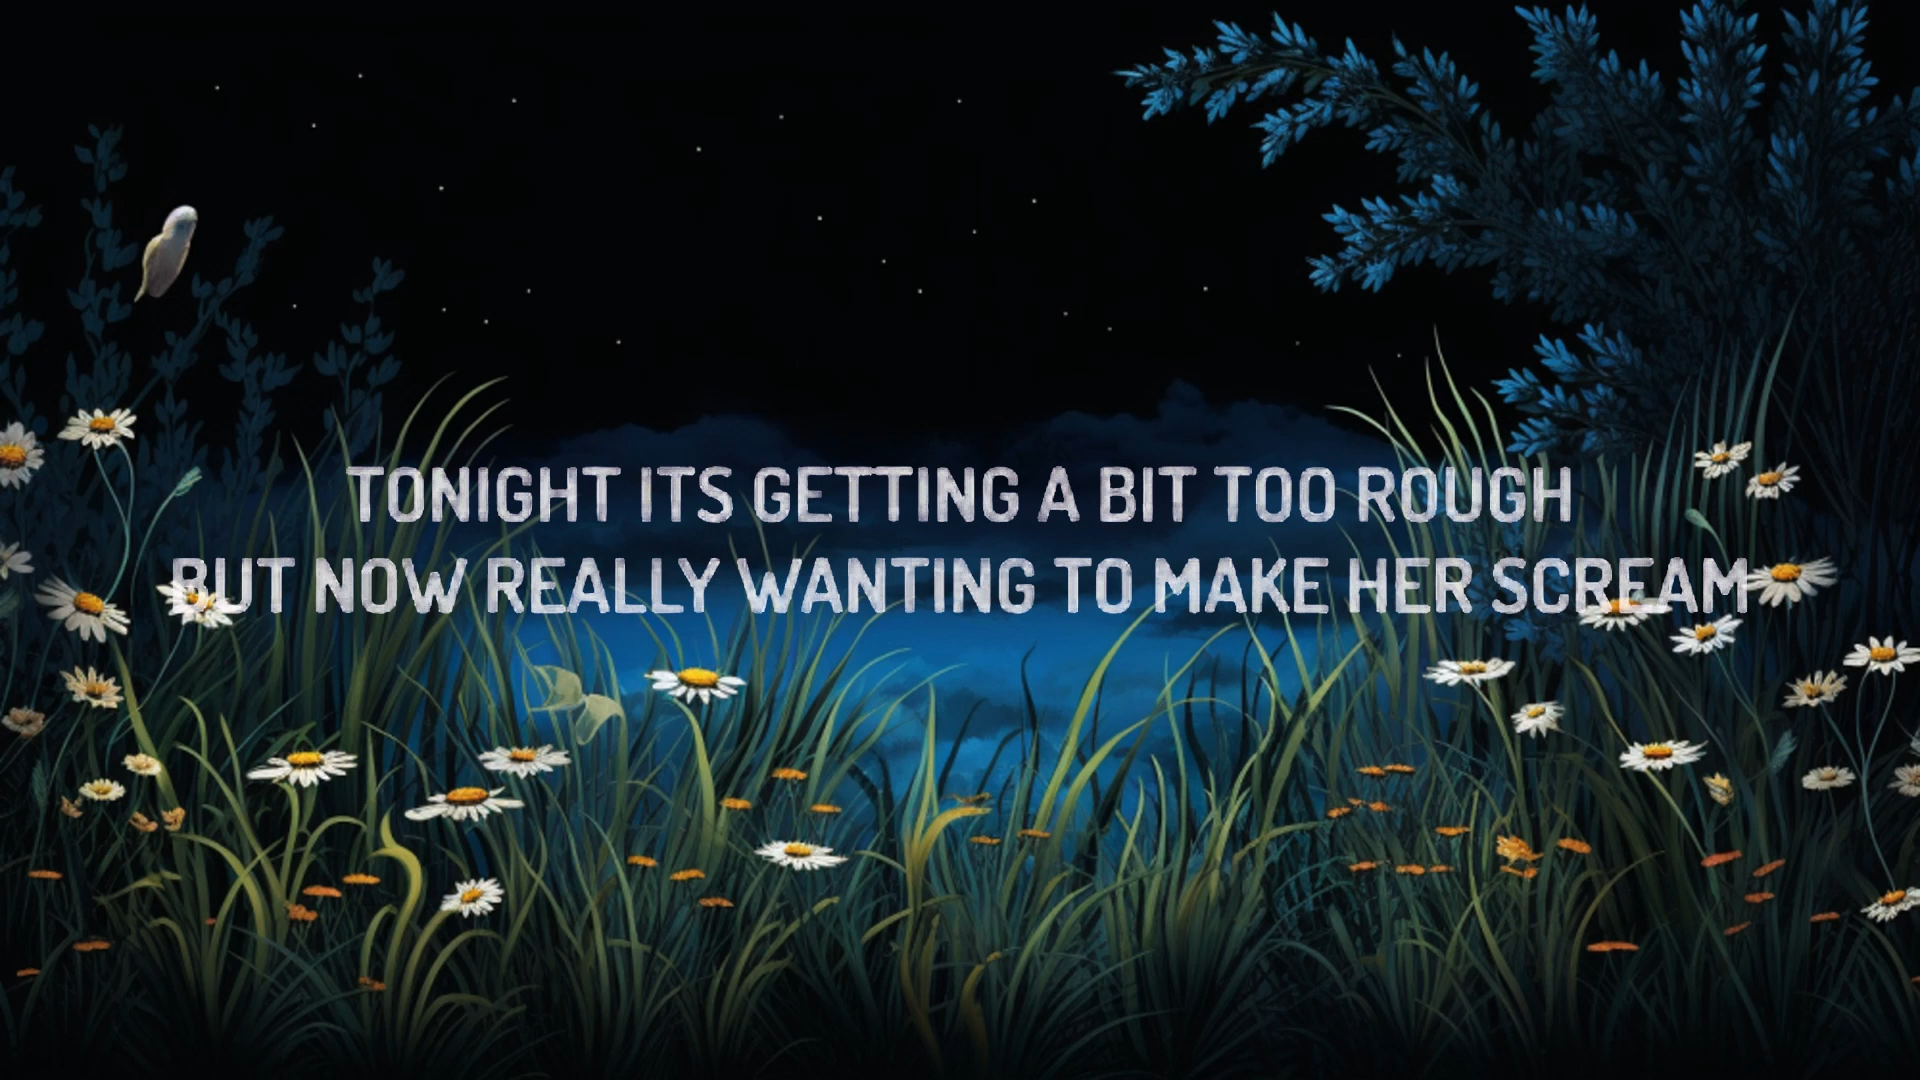 TONIGHT ITS GETTING A BIT TOO ROUGH
BUT NOW REALLY WANTING TO MAKE HER SCREAM